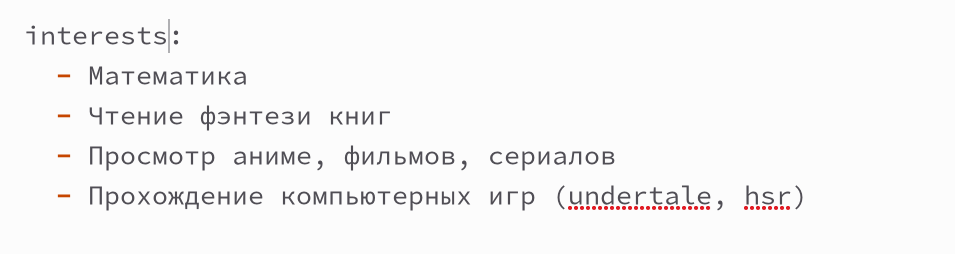 interests:
- Математика
- Чтение фэнтези книг
- Просмотр аниме, фильмов, сериалов
- Прохождение компьютерных игр (undertale, hsr)